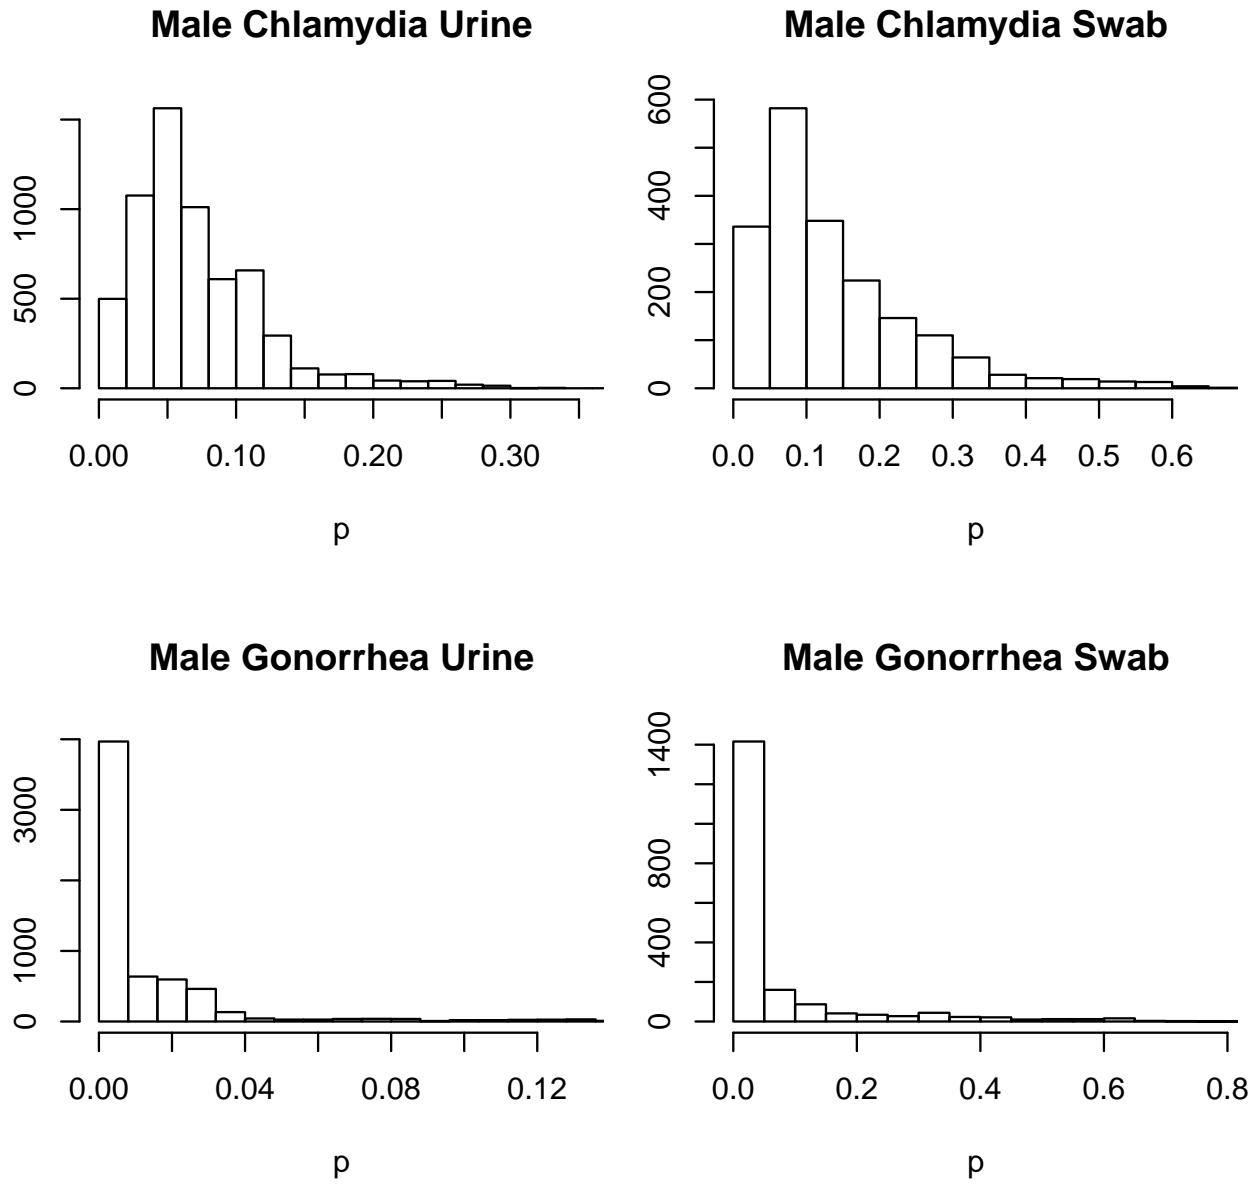 Male Chlamydia Urine
0
500
1000
0.00 0.10 0.20 0.30
p
Male Chlamydia Swab
0
200
400
600
0.0 0.1 0.2 0.3 0.4 0.5 0.6
p
Male Gonorrhea Urine
0
1000
3000
0.00 0.04 0.08 0.12
p
Male Gonorrhea Swab
0
400
800
1400
0.0 0.2 0.4 0.6 0.8
p